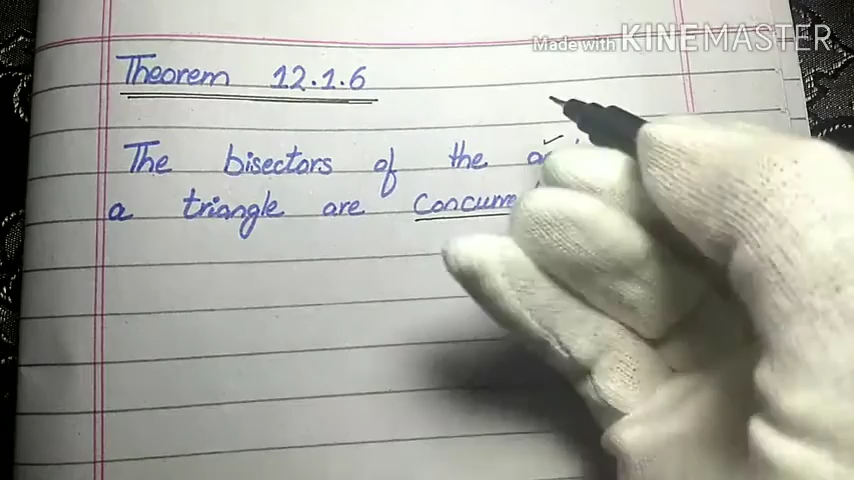 Made with KINEMASTER
Theorem 12.1.6
The bisectors of the
a triangle are